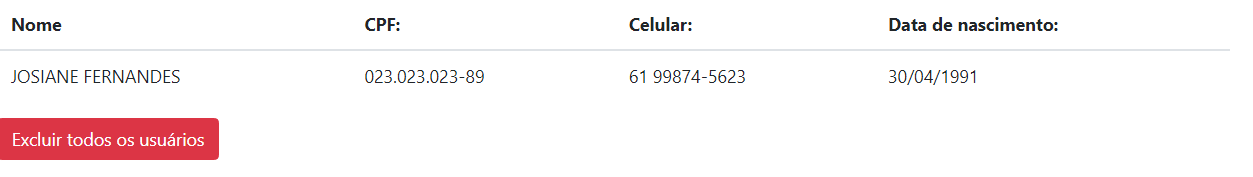 Nome CPF: Celular: Data de nascimento:
JOSIANE FERNANDES 023.023.023-89 61 99874-5623 30/04/1991
Excluir todos os usuários